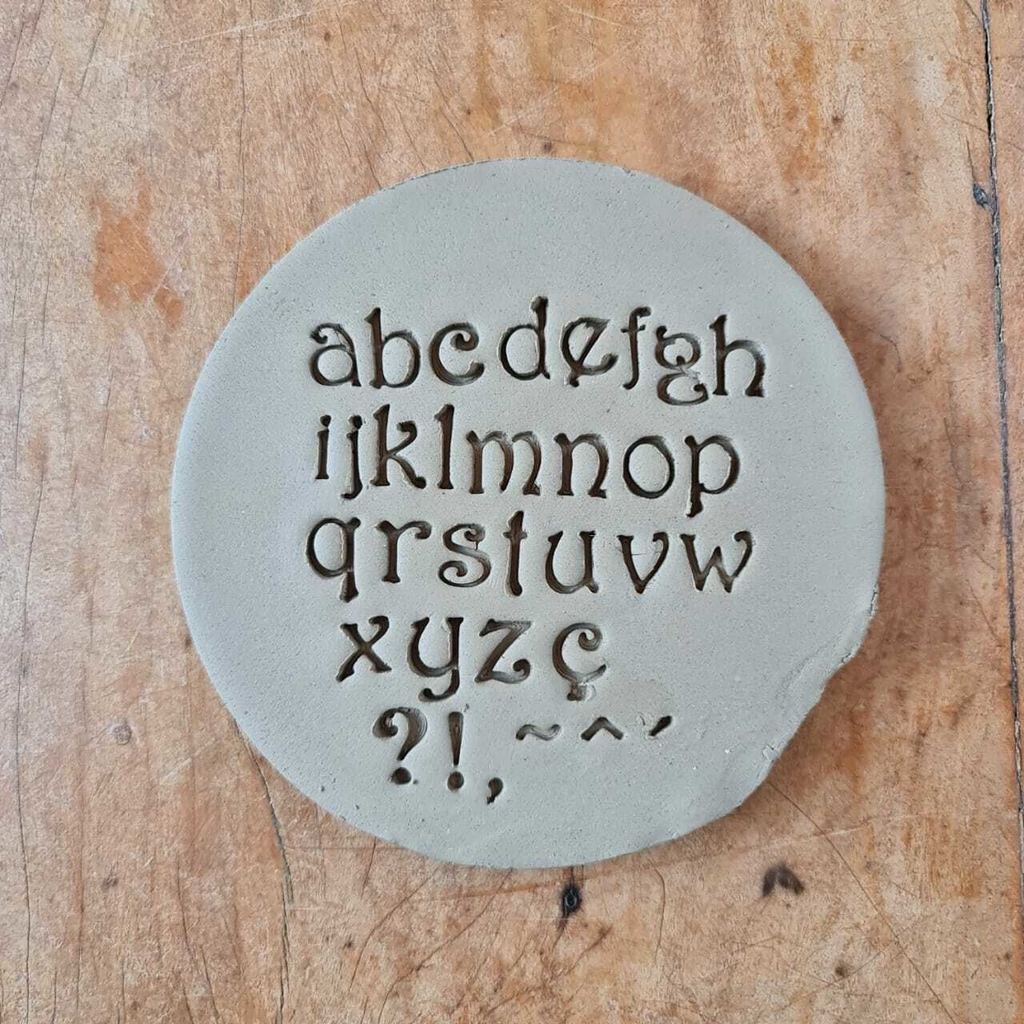 abcdefgh
ijklmnop
qrstuvw
xyzç
?!,~^´